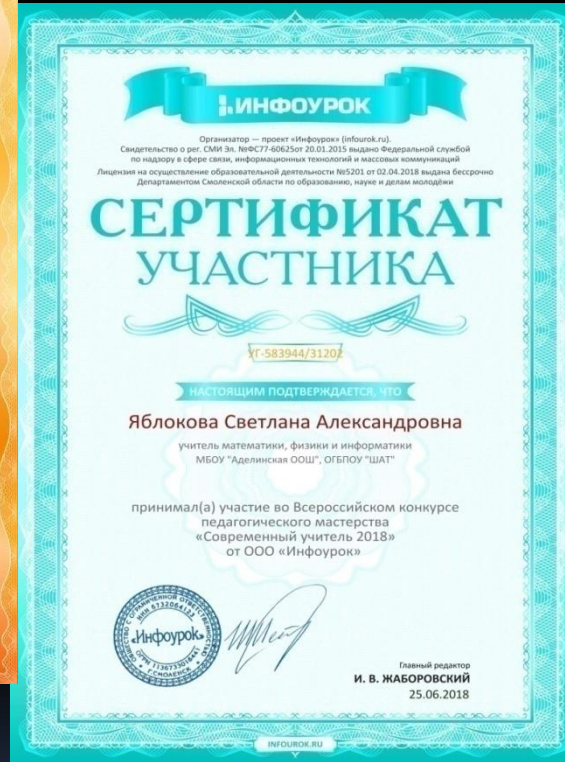 ИНФОУРОК
Организатор — проект «Инфоурок» (infourok.ru).
Свидетельство о рег. СМИ Эл. №ФС77-60625от 20.01.2015 выдано Федеральной службой
по надзору в сфере связи, информационных технологий и массовых коммуникаций
Лицензия на осуществление образовательной деятельности №5201 от 02.04.2018 выдана бессрочно
Департаментом Смоленской области по образованию, науке и делам молодёжи
СЕРТИФИКАТ
УЧАСТНИКА
УГ-583944/31202
НАСТОЯЩИМ ПОДТВЕРЖДАЕТСЯ, ЧТО
Яблокова Светлана Александровна
учитель математики, физики и информатики
МБОУ "Аделинская ООШ", ОГБПОУ "ШАТ"
принимал(а) участие во Всероссийском конкурсе
педагогического мастерства
«Современный учитель 2018»
от ООО «Инфоурок»
ОБЩЕСТВО С ОГРАНИЧЕННОЙ ОТВЕТСТВЕННОСТЬЮ
«Инфоурок»
Г.СМОЛЕНСК
Главный редактор
И. В. ЖАБОРОВСКИЙ
25.06.2018
INFOUROK.RU